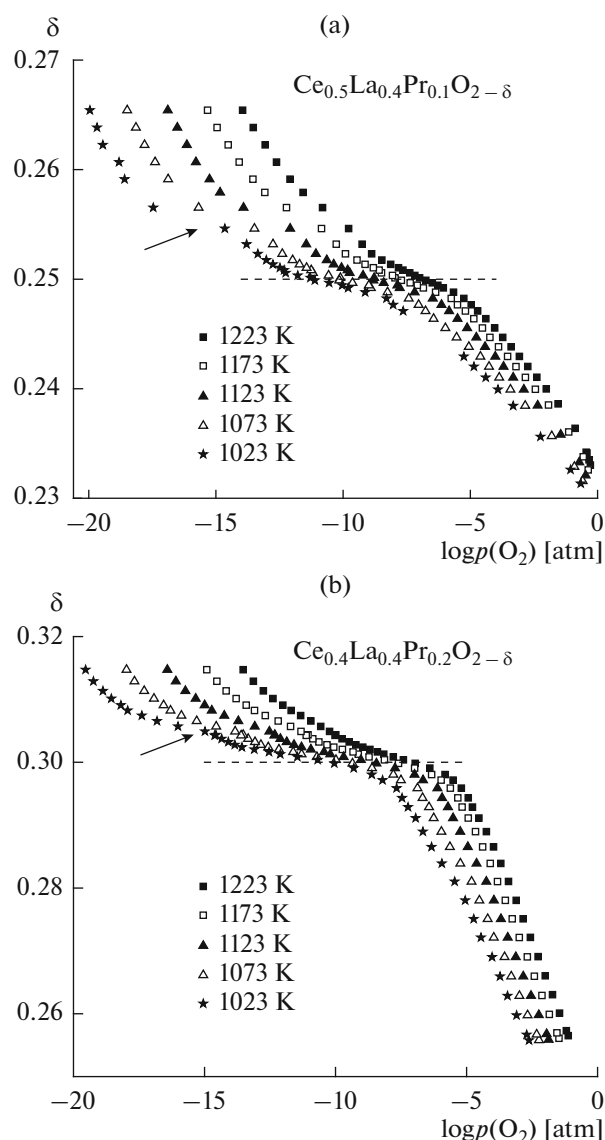 (a)
δ
0.27
Ce0.5La0.4Pr0.1O2 – δ
0.26
0.25
1223 K
1173 K
0.24
1123 K
1073 K
1023 K
0.23
–20 –15 –10 –5 0
logp(O2) [atm]
(b)
δ
0.32
Ce0.4La0.4Pr0.2O2 – δ
0.30
0.28
1223 K
1173 K
1123 K
1073 K
0.26
1023 K
–20 –15 –10 –5 0
logp(O2) [atm]